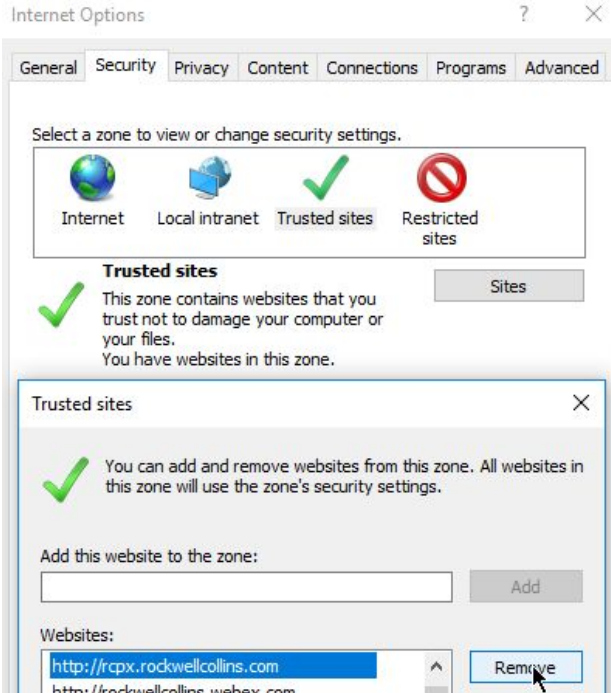 Internet Options
General Security Privacy Content Connections Programs Advanced
Select a zone to view or change security settings.
Internet Local intranet Trusted sites Restricted sites
Trusted sites
Sites
This zone contains websites that you
trust not to damage your computer or
your files.
You have websites in this zone.
Trusted sites
You can add and remove websites from this zone. All websites in
this zone will use the zone's security settings.
Add this website to the zone:
Add
Websites:
http://rcpx.rockwellcollins.com
Remove
http://rockwellcollins.webex.com